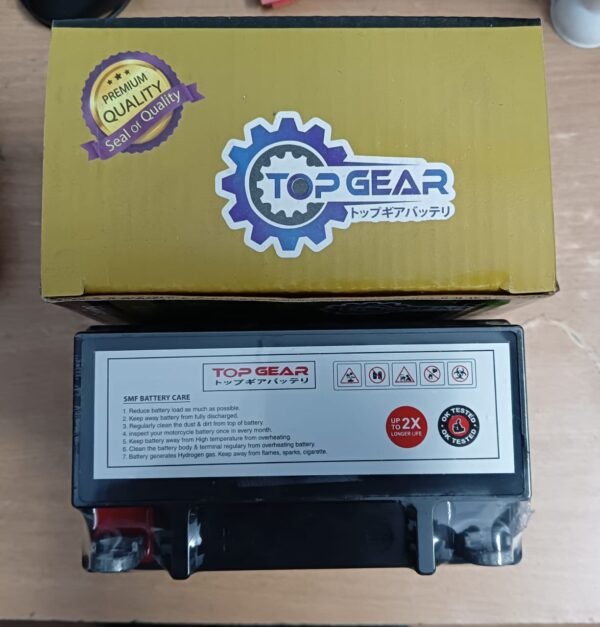 PREMIUM
QUALITY
Seal of Quality
TOP GEAR
トップギアバッテリ
TOP GEAR
トップギアバッテリ
SMF BATTERY CARE
1. Reduce battery load as much as possible.
2. Keep away battery from fully discharged.
3. Regularly clean the dust & dirt from top of battery.
4. inspect your motorcycle battery once in every month.
5. Keep battery away from High temperature from overheating.
6. Clean the battery body & terminal regulary from overheating battery.
7. Battery generates Hydrogen gas. Keep away from flames, sparks, cigarette.
UP TO 2X
LONGER LIFE
OK TESTED
OK TESTED